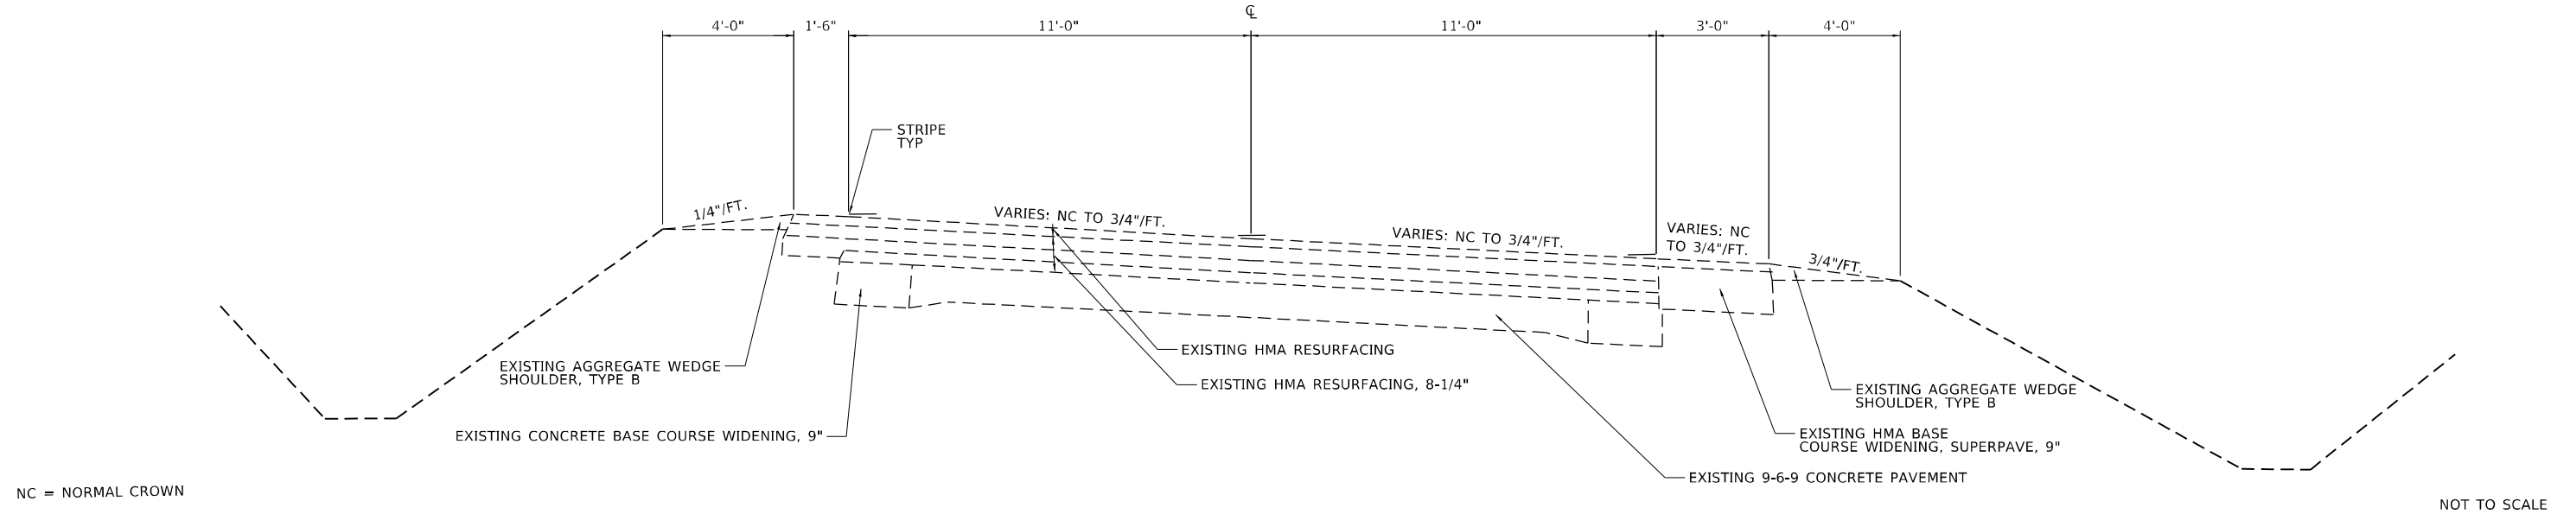 ℄
4'-0" 1'-6" 11'-0" 11'-0" 3'-0" 4'-0"
STRIPE
TYP
1/4"/FT.
VARIES: NC TO 3/4"/FT.
VARIES: NC TO 3/4"/FT.
VARIES: NC
TO 3/4"/FT.
3/4"/FT.
EXISTING HMA RESURFACING
EXISTING AGGREGATE WEDGE
SHOULDER, TYPE B
EXISTING HMA RESURFACING, 8-1/4"
EXISTING AGGREGATE WEDGE
SHOULDER, TYPE B
EXISTING CONCRETE BASE COURSE WIDENING, 9"
EXISTING HMA BASE
COURSE WIDENING, SUPERPAVE, 9"
EXISTING 9-6-9 CONCRETE PAVEMENT
NC = NORMAL CROWN
NOT TO SCALE